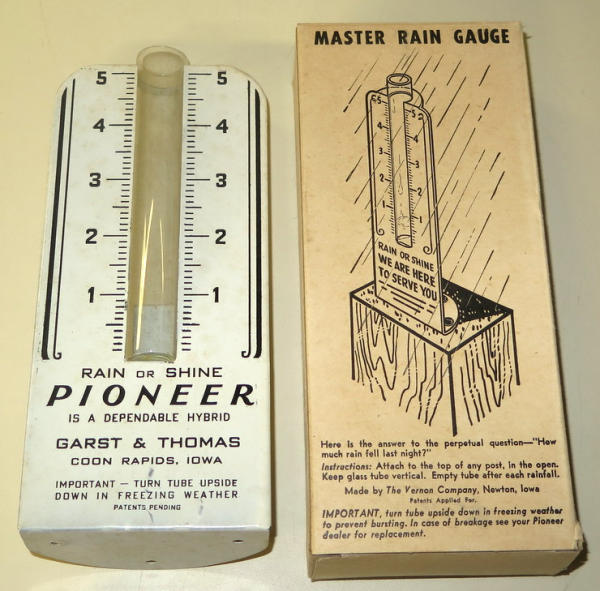 5 5
4 4
3 3
2 2
1 1
RAIN OR SHINE
PIONEER
IS A DEPENDABLE HYBRID
GARST & THOMAS
COON RAPIDS, IOWA
IMPORTANT — TURN TUBE UPSIDE
DOWN IN FREEZING WEATHER
PATENTS PENDING
MASTER RAIN GAUGE
5 5
4 4
3 3
2 2
1 1
RAIN OR SHINE
WE ARE HERE
TO SERVE YOU
Here is the answer to the perpetual question—"How
much rain fell last night?"
Instructions: Attach to the top of any post, in the open.
Keep glass tube vertical. Empty tube after each rainfall.
Made by The Vernon Company, Newton, Iowa
Patents Applied For.
IMPORTANT, turn tube upside down in freezing weather
to prevent bursting. In case of breakage see your Pioneer
dealer for replacement.